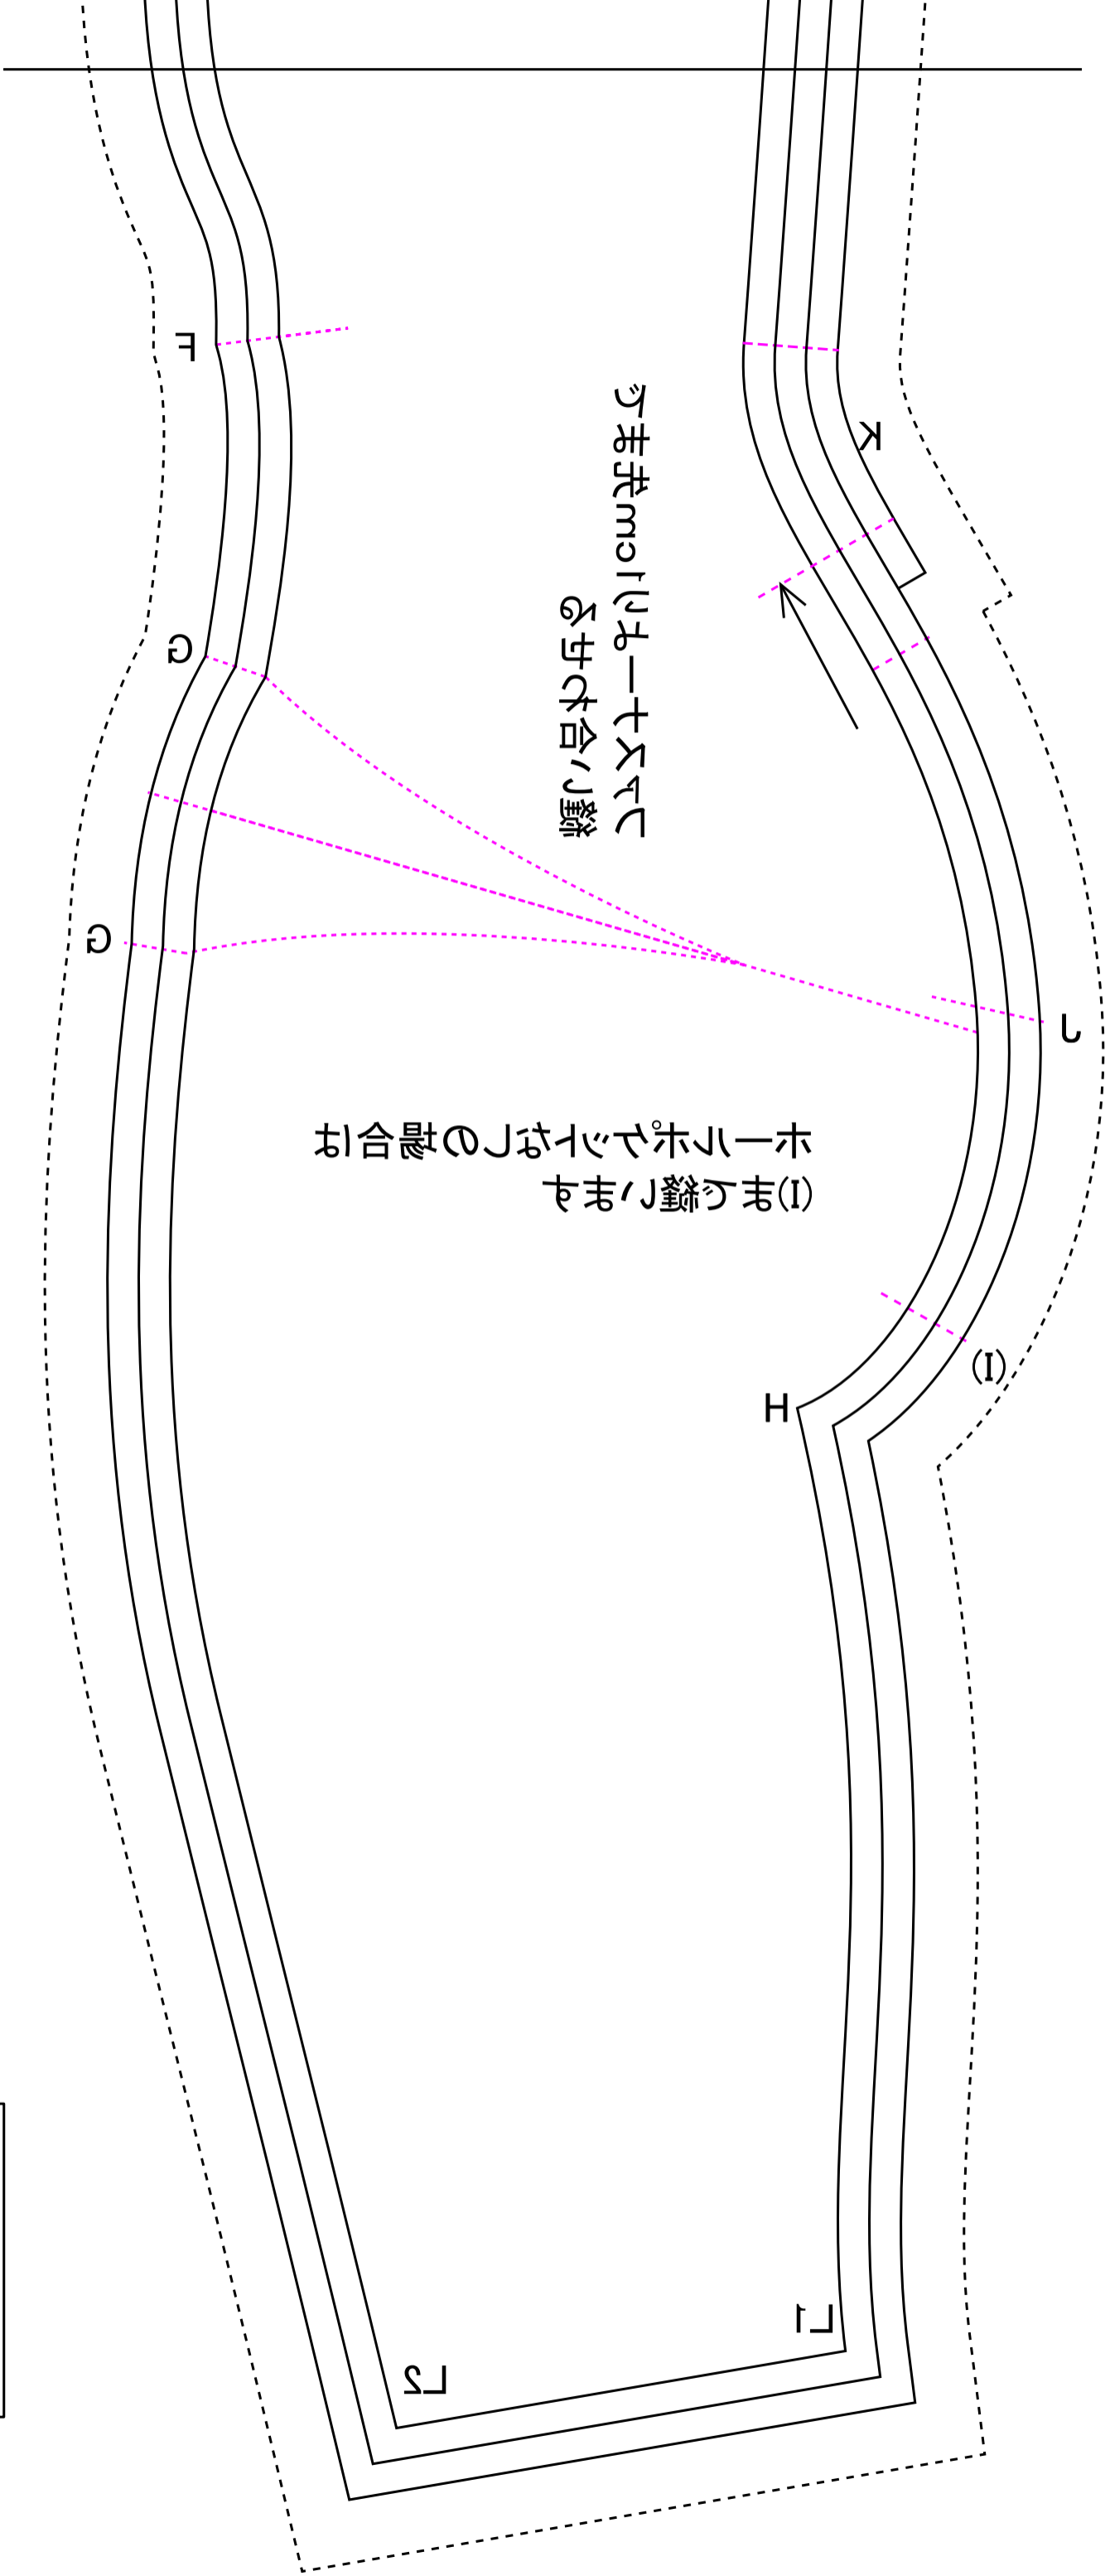 F
K
ファスナーより1cm先まで
縫い合わせる
G
G
J
ホールポケットなしの場合は
(I)まで縫います
(I)
H
L1
L2